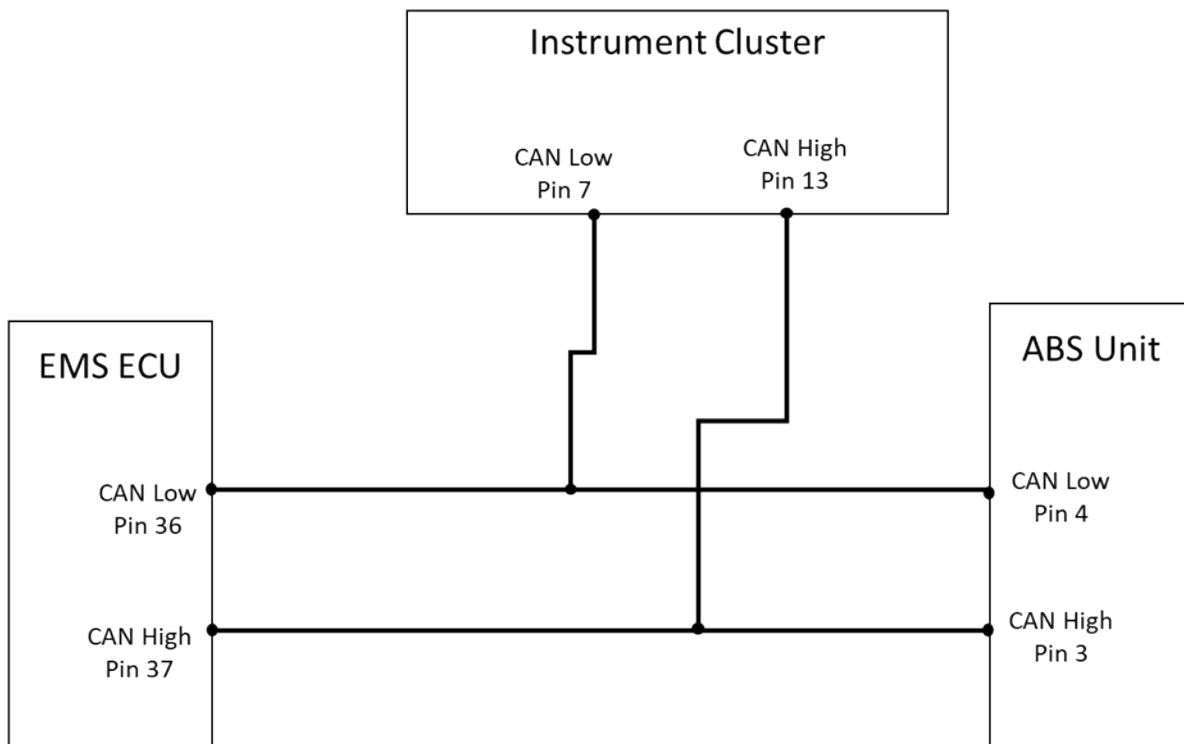 Instrument Cluster
CAN Low
Pin 7
CAN High
Pin 13
EMS ECU
CAN Low
Pin 36
CAN High
Pin 37
ABS Unit
CAN Low
Pin 4
CAN High
Pin 3